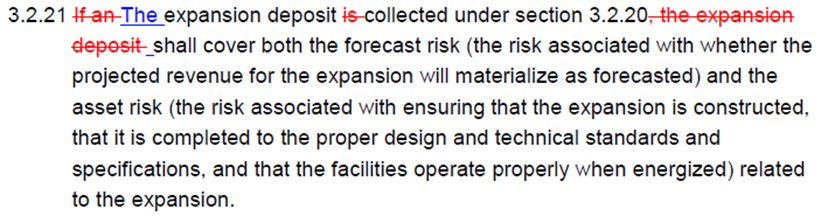 3.2.21 If an The expansion deposit is collected under section 3.2.20, the expansion
deposit shall cover both the forecast risk (the risk associated with whether the
projected revenue for the expansion will materialize as forecasted) and the
asset risk (the risk associated with ensuring that the expansion is constructed,
that it is completed to the proper design and technical standards and
specifications, and that the facilities operate properly when energized) related
to the expansion.